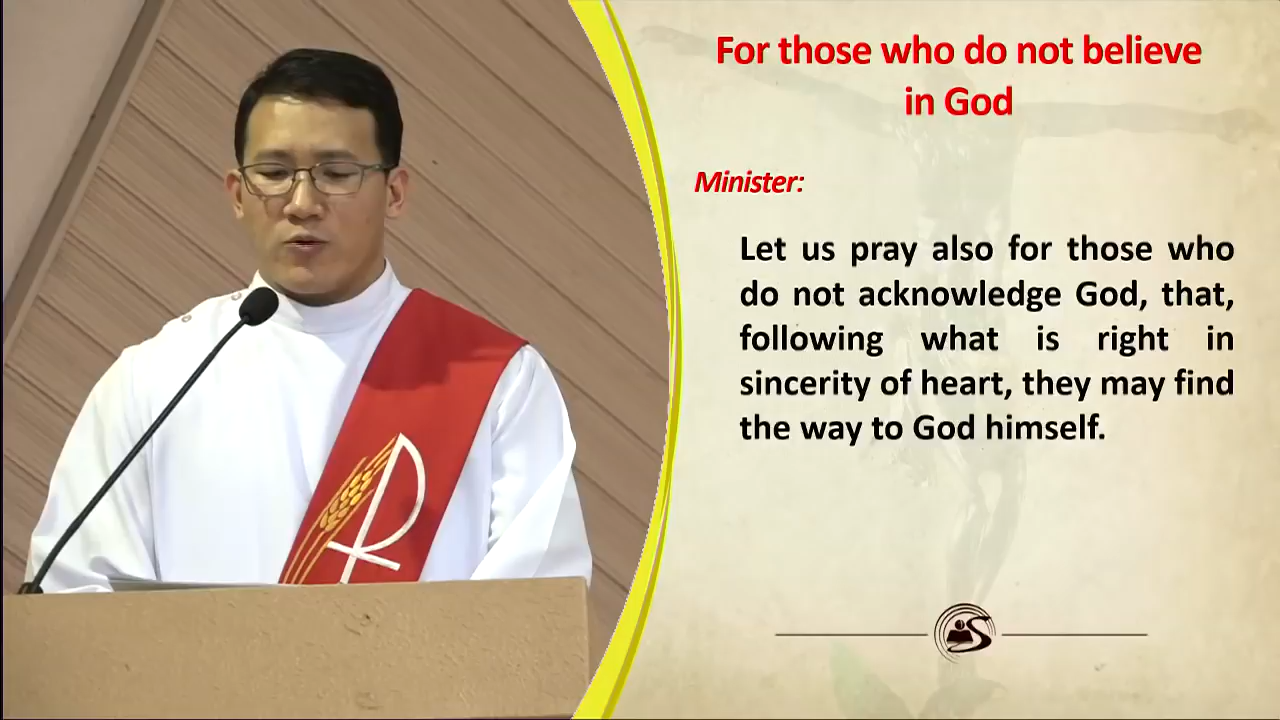 For those who do not believe
in God
Minister:
Let us pray also for those who
do not acknowledge God, that,
following what is right in
sincerity of heart, they may find
the way to God himself.